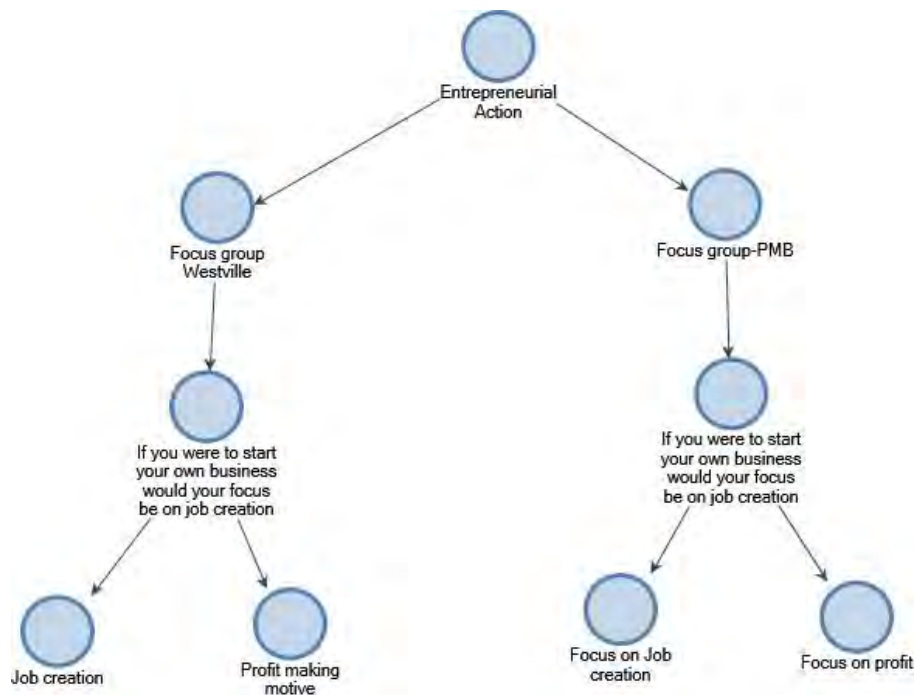 Entrepreneurial
Action
Focus group
Westville
Focus group-PMB
If you were to start
your own business
would your focus
be on job creation
If you were to start
your own business
would your focus
be on job creation
Job creation
Profit making
motive
Focus on Job
creation
Focus on profit